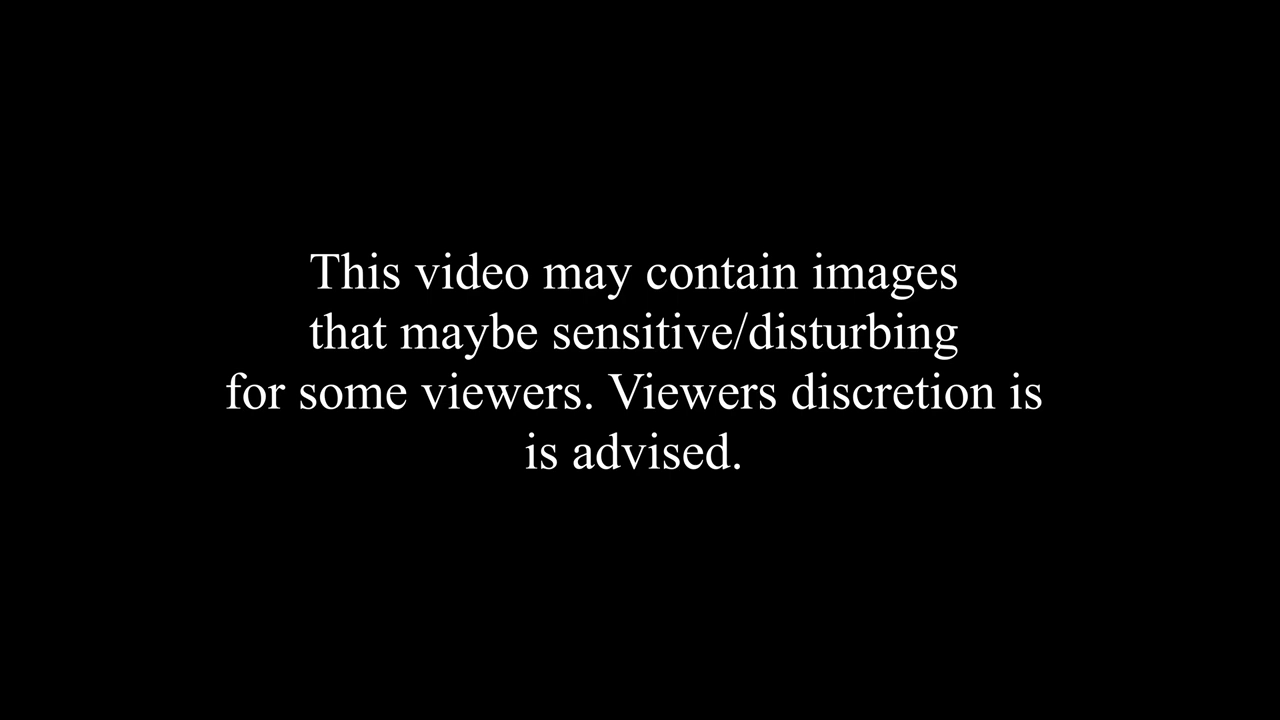 This video may contain images
that maybe sensitive/disturbing
for some viewers. Viewers discretion is
is advised.